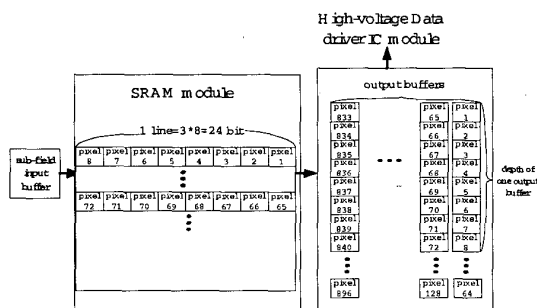 High-voltage Data
driver IC module
SRAM module
output buffers
1 line=3*8=24 bit
sub-field
input
buffer
pixel 8 pixel 7 pixel 6 pixel 5 pixel 4 pixel 3 pixel 2 pixel 1
pixel 72 pixel 71 pixel 70 pixel 69 pixel 68 pixel 67 pixel 66 pixel 65
pixel 833 pixel 65 pixel 1
pixel 834 pixel 66 pixel 2
pixel 835 pixel 67 pixel 3
pixel 836 pixel 68 pixel 4
pixel 837 pixel 69 pixel 5
pixel 838 pixel 70 pixel 6
pixel 839 pixel 71 pixel 7
pixel 840 pixel 72 pixel 8
pixel 896 pixel 128 pixel 64
depth of
one output
buffer